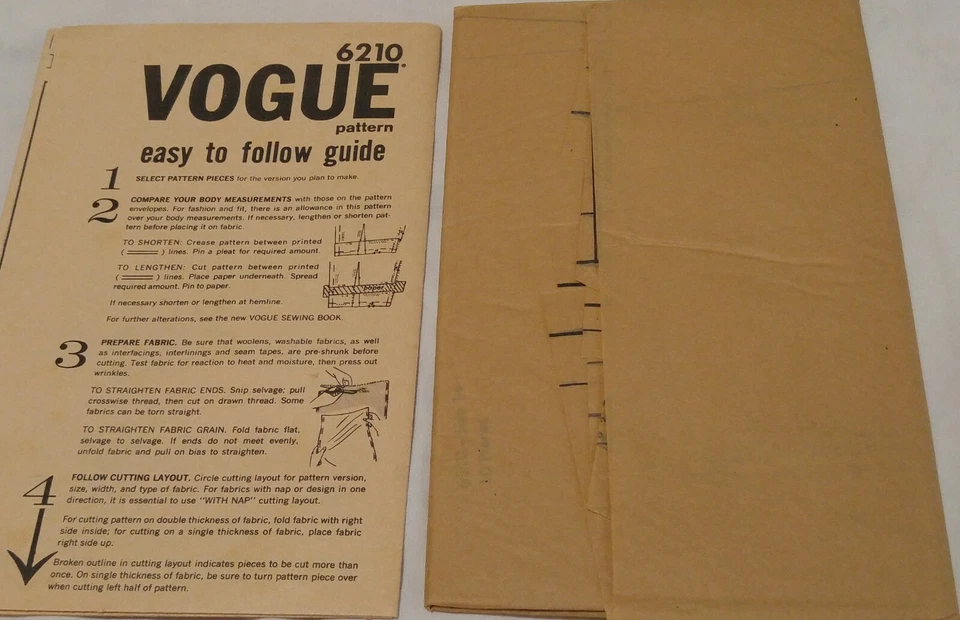 6210
VOGUE
pattern
easy to follow guide
1 SELECT PATTERN PIECES for the version you plan to make.
2 COMPARE YOUR BODY MEASUREMENTS with those on the pattern
envelopes. For fashion and fit, there is an allowance in this pattern
over your body measurements. If necessary, lengthen or shorten pat-
tern before placing it on fabric.
TO SHORTEN: Crease pattern between printed
( ) lines. Pin a pleat for required amount.
TO LENGTHEN: Cut pattern between printed
( ) lines. Place paper underneath. Spread
required amount. Pin to paper.
paper
If necessary shorten or lengthen at hemline
For further alterations, see the new VOGUE SEWING BOOK.
3 PREPARE FABRIC. Be sure that woolens, washable fabrics, as well
as interfacings, interlinings and seam tapes, are pre-shrunk before
cutting. Test fabric for reaction to heat and moisture, then press out
wrinkles.
TO STRAIGHTEN FABRIC ENDS. Snip selvage; pull
crosswise thread, then cut on drawn thread. Some
fabrics can be torn straight.
TO STRAIGHTEN FABRIC GRAIN. Fold fabric flat,
selvage to selvage. If ends do not meet evenly,
unfold fabric and pull on bias to straighten.
4 FOLLOW CUTTING LAYOUT. Circle cutting layout for pattern version,
size, width, and type of fabric. For fabrics with nap or design in one
direction, it is essential to use "WITH NAP" cutting layout.
For cutting pattern on double thickness of fabric, fold fabric with right
side inside; for cutting on a single thickness of fabric, place fabric
right side up.
Broken outline in cutting layout indicates pieces to be cut more than
once. On single thickness of fabric, be sure to turn pattern piece over
when cutting left half of pattern.